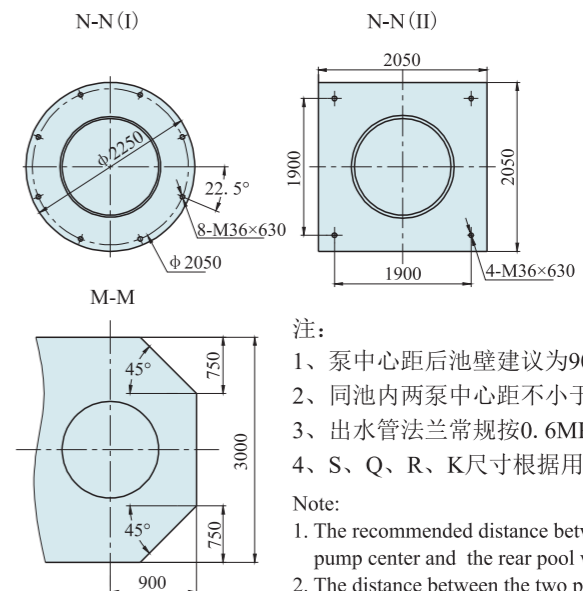 N-N(I)
N-N(II)
2050
ϕ2250
22.5°
8-M36×630
ϕ2050
1900
2050
1900
4-M36×630
M-M
45°
750
3000
45°
750
900
注:
1、泵中心距后池壁建议为90
2、同池内两泵中心距不小于
3、出水管法兰常规按0.6M
4、S、Q、R、K尺寸根据用
Note:
1. The recommended distance
pump center and the rear pool
2. The distance between the two